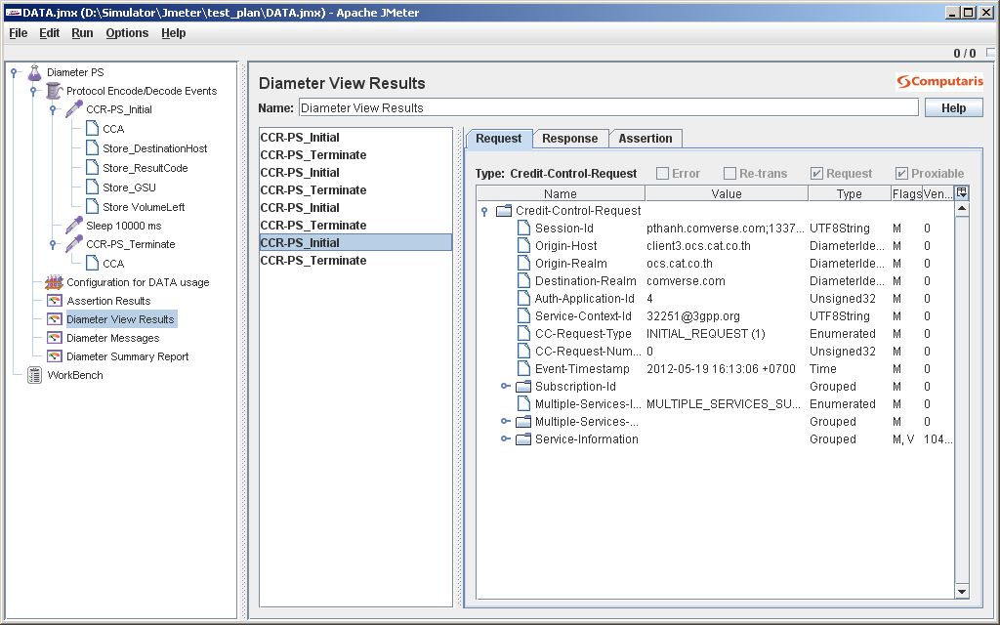 DATA.jmx (D:\Simulator\Jmeter\test_plan\DATA.jmx) - Apache JMeter
File Edit Run Options Help
0 / 0
Diameter PS
Protocol Encode/Decode Events
CCR-PS_Initial
CCA
Store_DestinationHost
Store_ResultCode
Store_GSU
Store VolumeLeft
Sleep 10000 ms
CCR-PS_Terminate
CCA
Configuration for DATA usage
Assertion Results
Diameter View Results
Diameter Messages
Diameter Summary Report
WorkBench
Diameter View Results
Computaris
Name: Diameter View Results Help
CCR-PS_Initial
CCR-PS_Terminate
CCR-PS_Initial
CCR-PS_Terminate
CCR-PS_Initial
CCR-PS_Terminate
CCR-PS_Initial
CCR-PS_Terminate
Request Response Assertion
Type: Credit-Control-Request Error Re-trans Request Proxiable
Name Value Type Flags Ven...
Credit-Control-Request
Session-Id pthanh.comverse.com;1337... UTF8String M 0
Origin-Host client3.ocs.cat.co.th DiameterIde... M 0
Origin-Realm ocs.cat.co.th DiameterIde... M 0
Destination-Realm comverse.com DiameterIde... M 0
Auth-Application-Id 4 Unsigned32 M 0
Service-Context-Id 32251@3gpp.org UTF8String M 0
CC-Request-Type INITIAL_REQUEST (1) Enumerated M 0
CC-Request-Num... 0 Unsigned32 M 0
Event-Timestamp 2012-05-19 16:13:06 +0700 Time M 0
Subscription-Id Grouped M 0
Multiple-Services-I... MULTIPLE_SERVICES_SU... Enumerated M 0
Multiple-Services-... Grouped M 0
Service-Information Grouped M, V 104...